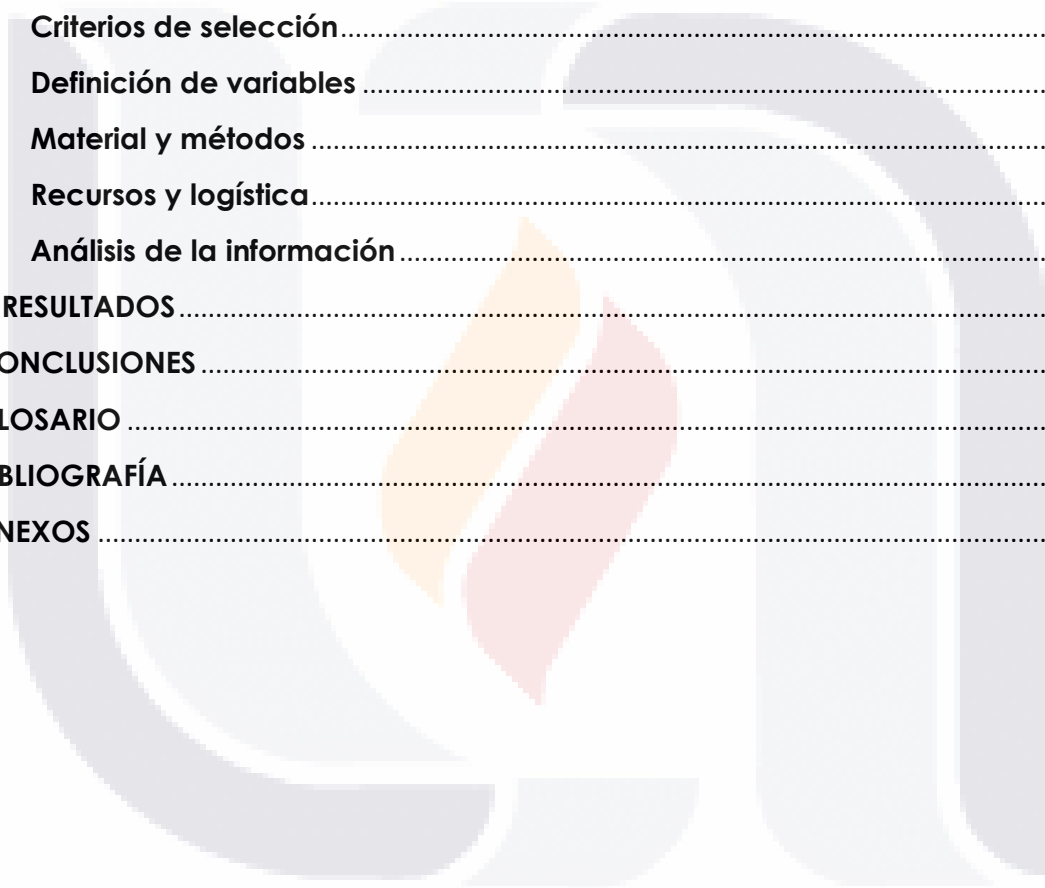 Criterios de selección..........................................................................................
Definición de variables..........................................................................................
Material y métodos..........................................................................................
Recursos y logística..........................................................................................
Análisis de la información..........................................................................................
RESULTADOS..........................................................................................
ONCLUSIONES..........................................................................................
LOSARIO..........................................................................................
BLIOGRAFÍA..........................................................................................
NEXOS..........................................................................................